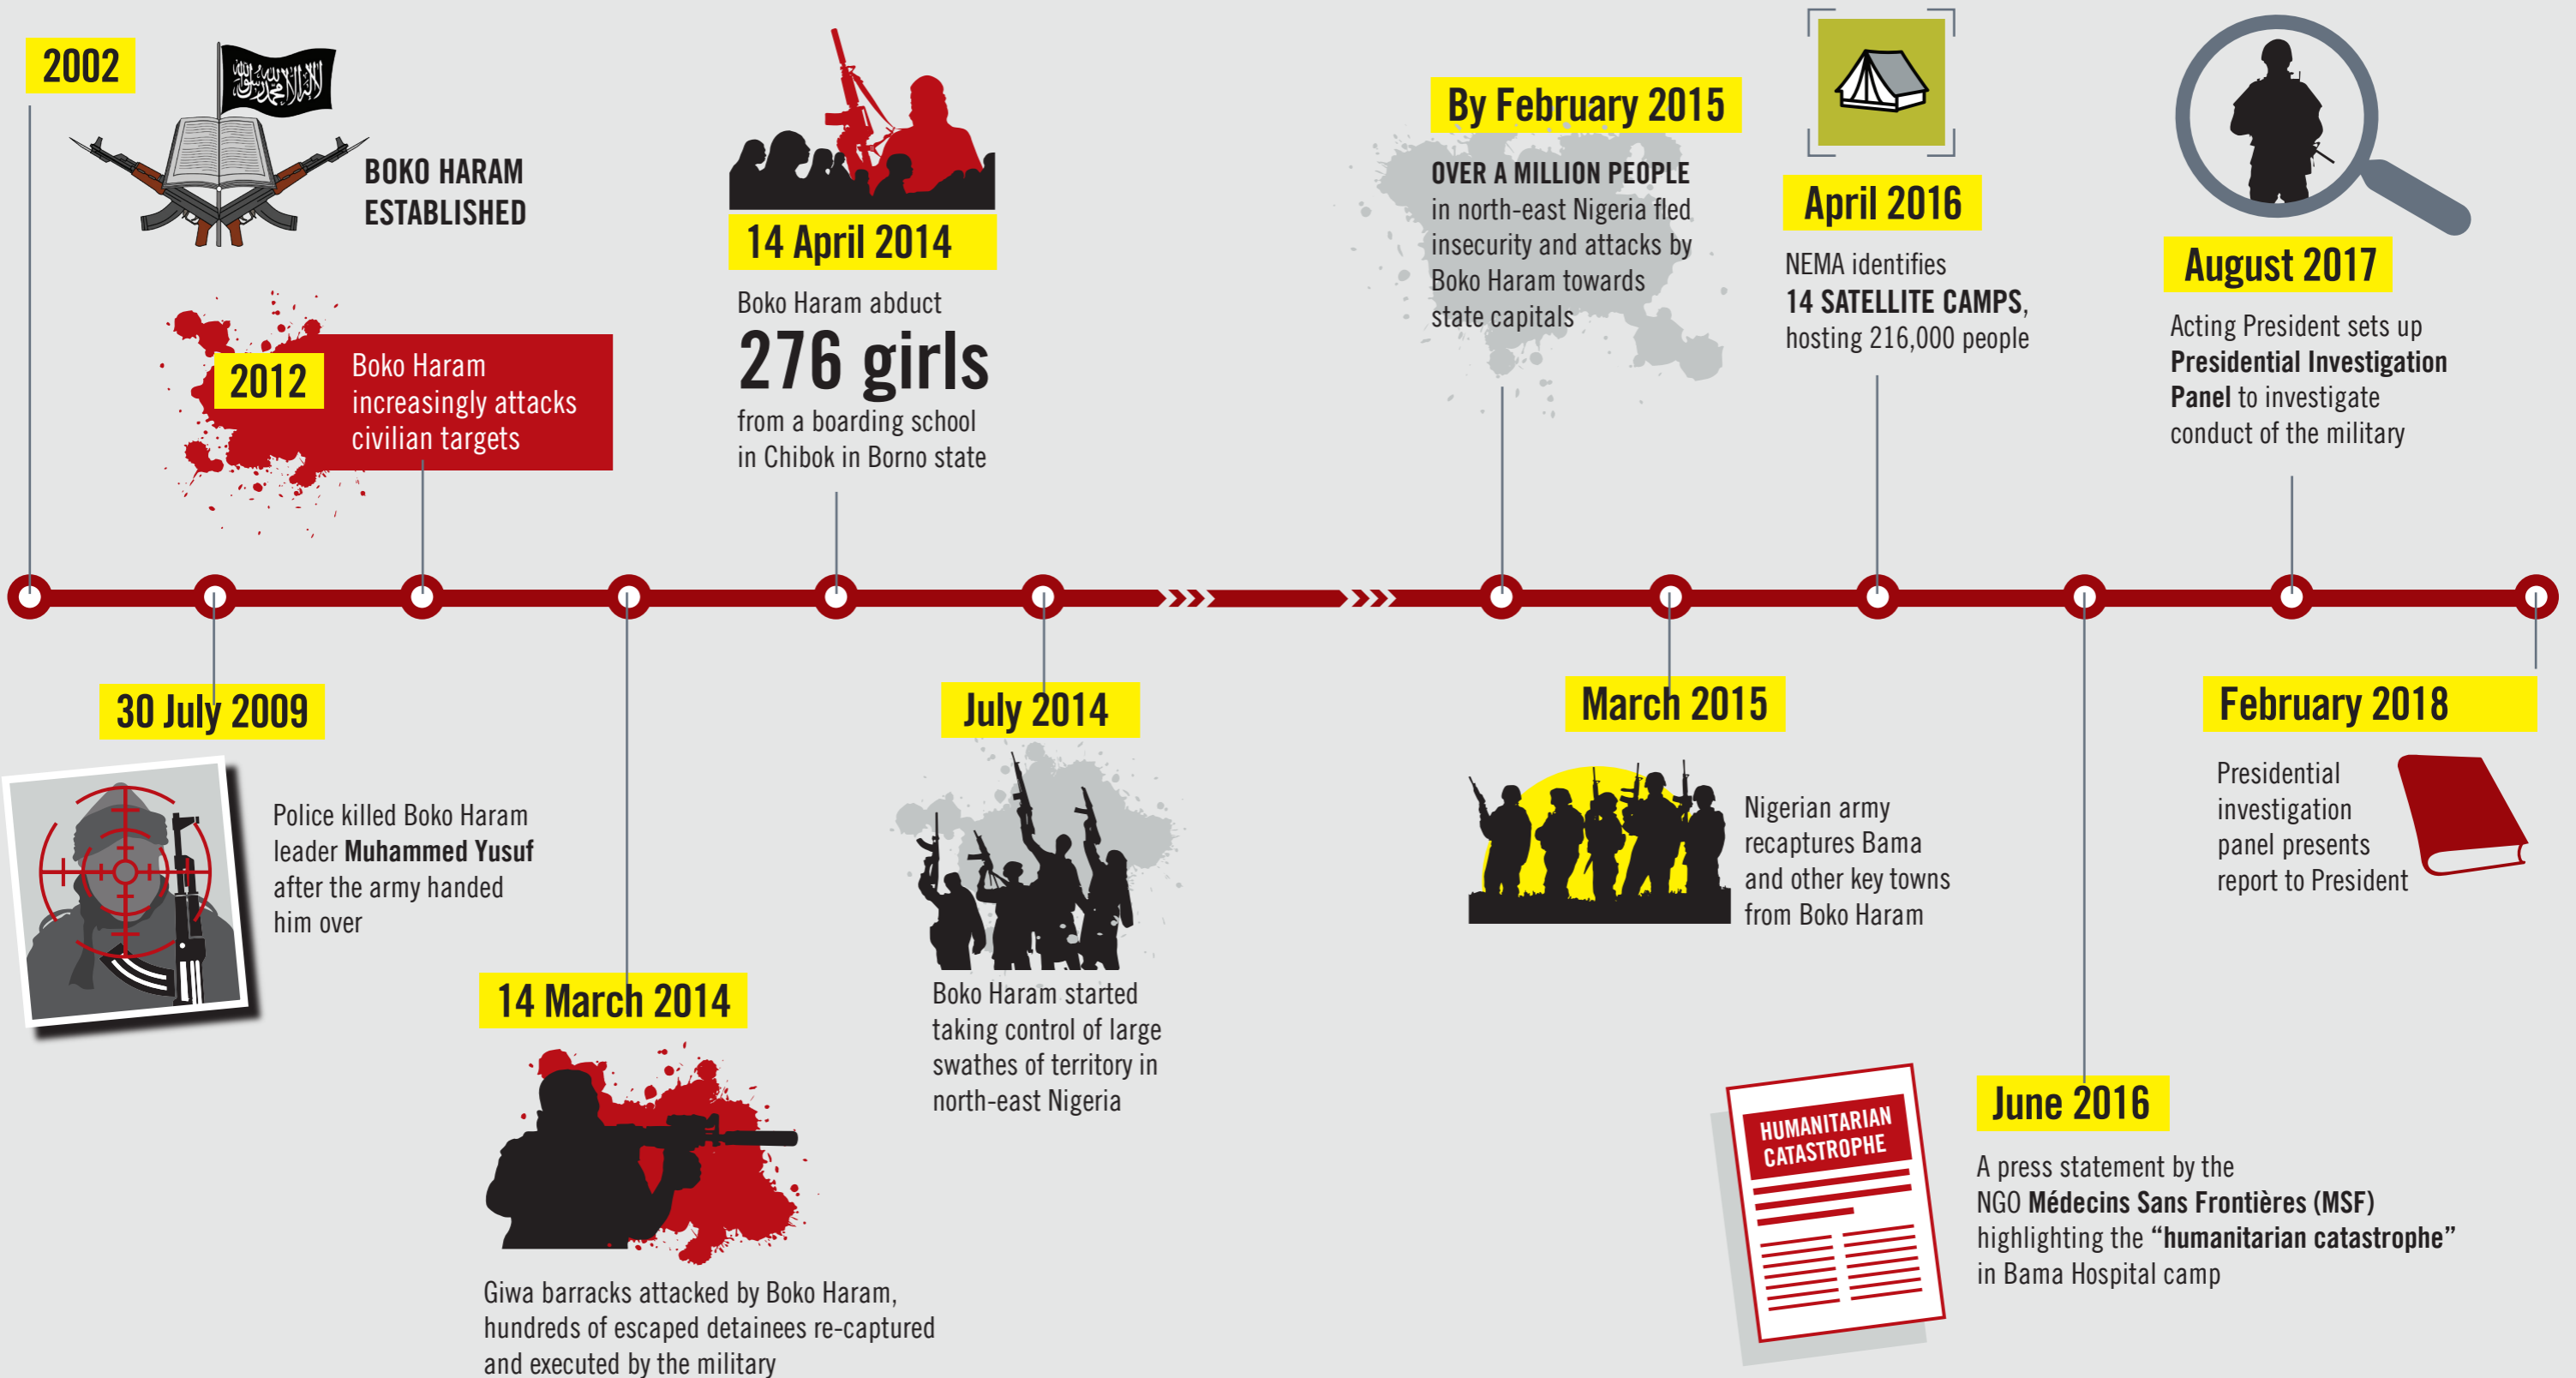 2002
لا اله الا الله محمد رسول الله
BOKO HARAM
ESTABLISHED
2012
Boko Haram
increasingly attacks
civilian targets
14 April 2014
Boko Haram abduct
276 girls
from a boarding school
in Chibok in Borno state
By February 2015
OVER A MILLION PEOPLE
in north-east Nigeria fled
insecurity and attacks by
Boko Haram towards
state capitals
April 2016
NEMA identifies
14 SATELLITE CAMPS,
hosting 216,000 people
August 2017
Acting President sets up
Presidential Investigation
Panel to investigate
conduct of the military
30 July 2009
Police killed Boko Haram
leader Muhammed Yusuf
after the army handed
him over
14 March 2014
Giwa barracks attacked by Boko Haram,
hundreds of escaped detainees re-captured
and executed by the military
July 2014
Boko Haram started
taking control of large
swathes of territory in
north-east Nigeria
March 2015
Nigerian army
recaptures Bama
and other key towns
from Boko Haram
HUMANITARIAN
CATASTROPHE
June 2016
A press statement by the
NGO Médecins Sans Frontières (MSF)
highlighting the “humanitarian catastrophe”
in Bama Hospital camp
February 2018
Presidential
investigation
panel presents
report to President